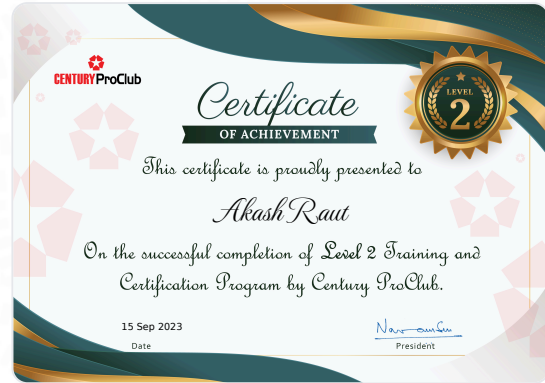 CENTURY ProClub
LEVEL
2
Certificate
OF ACHIEVEMENT
This certificate is proudly presented to
Akash Raut
On the successful completion of Level 2 Training and
Certification Program by Century ProClub.
15 Sep 2023
Date
President